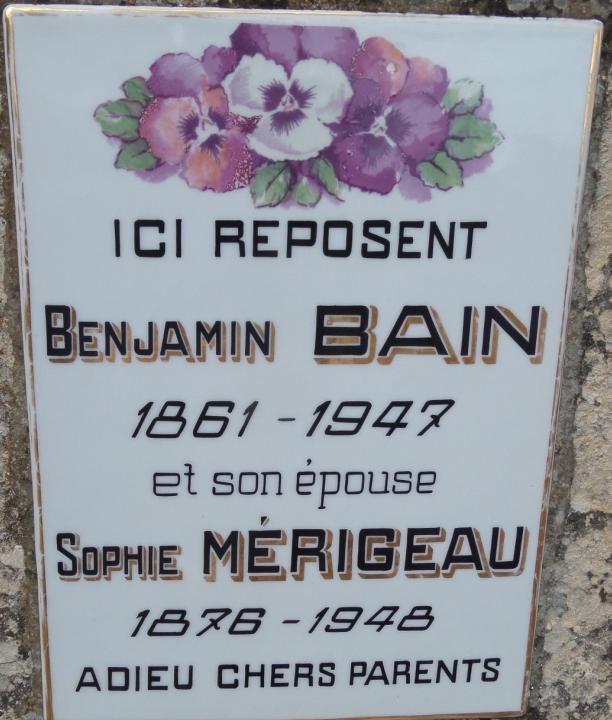 ICI REPOSENT
BENJAMIN BAIN
1861 - 1947
et son épouse
SOPHIE MÉRIGEAU
1876 - 1948
ADIEU CHERS PARENTS